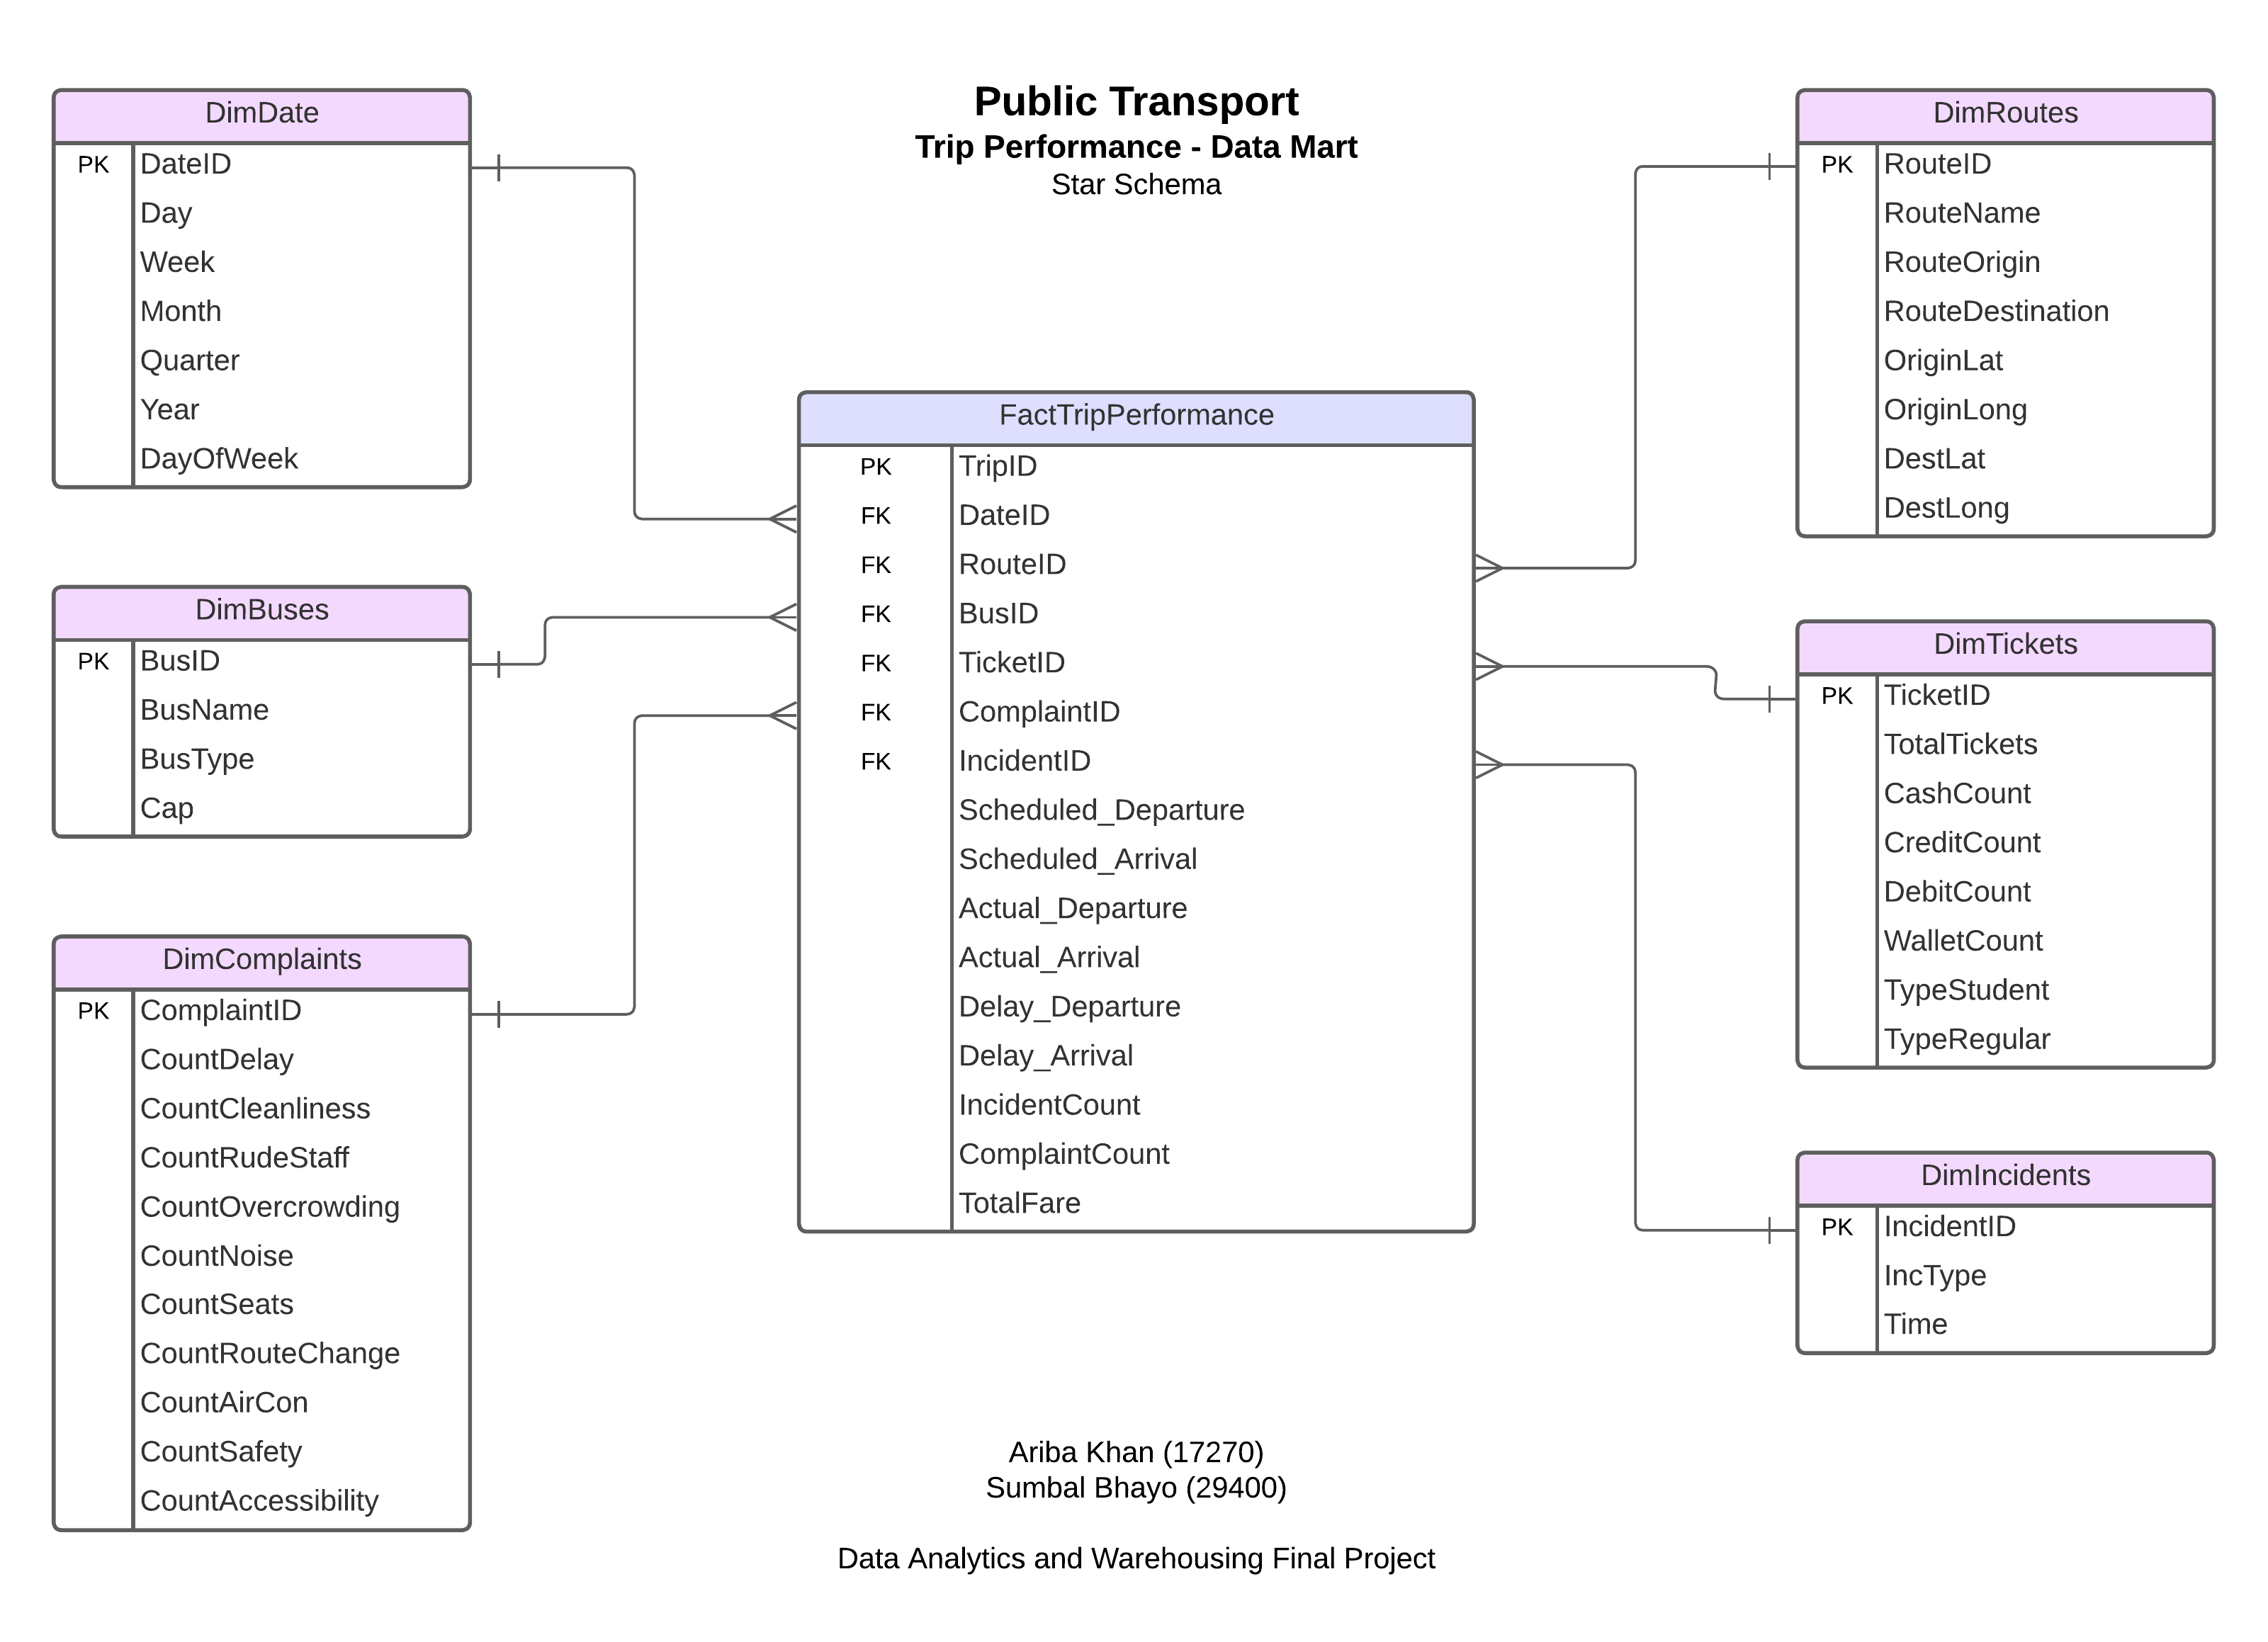 Public Transport
Trip Performance - Data Mart
Star Schema
DimDate
PK DateID
Day
Week
Month
Quarter
Year
DayOfWeek
DimBuses
PK BusID
BusName
BusType
Cap
DimComplaints
PK ComplaintID
CountDelay
CountCleanliness
CountRudeStaff
CountOvercrowding
CountNoise
CountSeats
CountRouteChange
CountAirCon
CountSafety
CountAccessibility
FactTripPerformance
PK TripID
FK DateID
FK RouteID
FK BusID
FK TicketID
FK ComplaintID
FK IncidentID
Scheduled_Departure
Scheduled_Arrival
Actual_Departure
Actual_Arrival
Delay_Departure
Delay_Arrival
IncidentCount
ComplaintCount
TotalFare
DimRoutes
PK RouteID
RouteName
RouteOrigin
RouteDestination
OriginLat
OriginLong
DestLat
DestLong
DimTickets
PK TicketID
TotalTickets
CashCount
CreditCount
DebitCount
WalletCount
TypeStudent
TypeRegular
DimIncidents
PK IncidentID
IncType
Time
Ariba Khan (17270)
Sumbal Bhayo (29400)
Data Analytics and Warehousing Final Project